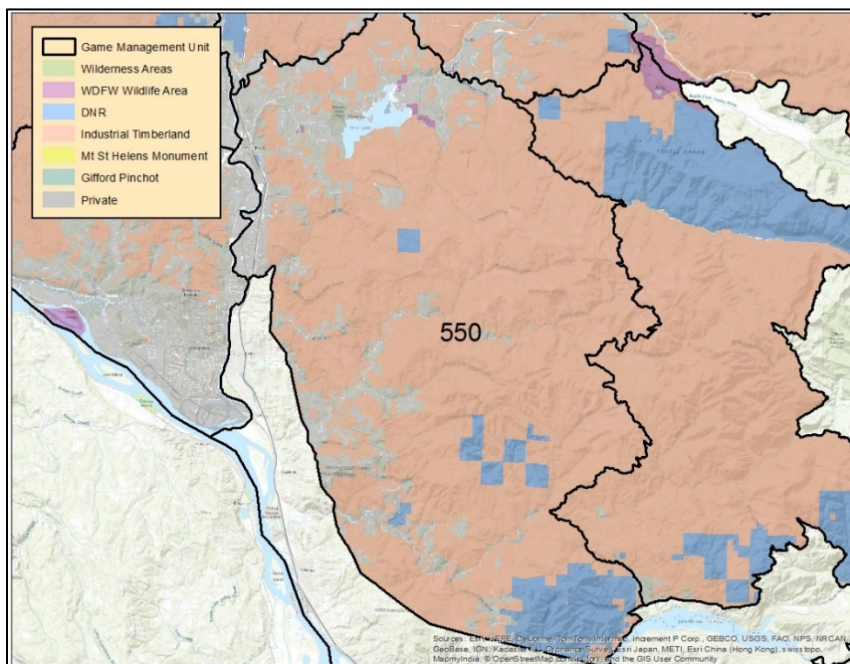 Game Management Unit
Wilderness Areas
WDFW Wildlife Area
DNR
Industrial Timberland
Mt St Helens Monument
Gifford Pinchot
Private
550
Sources: Esri, HERE, DeLorme, TomTom, Intermap, increment P Corp., GEBCO, USGS, FAO, NPS, NRCAN,
GeoBase, IGN, Kadaster NL, Ordnance Survey, Esri Japan, METI, Esri China (Hong Kong), swisstopo,
MapmyIndia, © OpenStreetMap contributors, and the GIS User Community